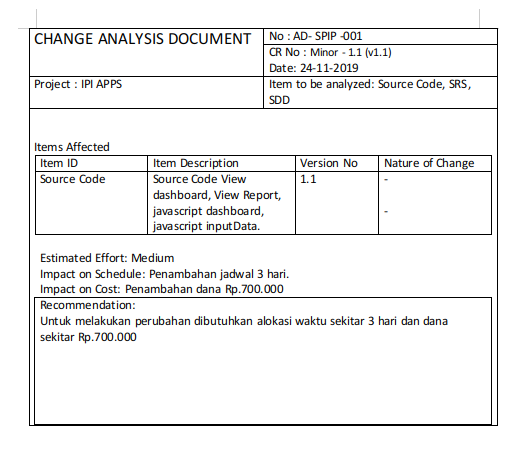 CHANGE ANALYSIS DOCUMENT
No : AD- SPIP -001
CR No : Minor - 1.1 (v1.1)
Date: 24-11-2019
Project : IPI APPS
Item to be analyzed: Source Code, SRS,
SDD
Items Affected
Item ID
Item Description
Version No
Nature of Change
Source Code
Source Code View
dashboard, View Report,
javascript dashboard,
javascript inputData.
1.1
-
-
Estimated Effort: Medium
Impact on Schedule: Penambahan jadwal 3 hari.
Impact on Cost: Penambahan dana Rp.700.000
Recommendation:
Untuk melakukan perubahan dibutuhkan alokasi waktu sekitar 3 hari dan dana
sekitar Rp.700.000